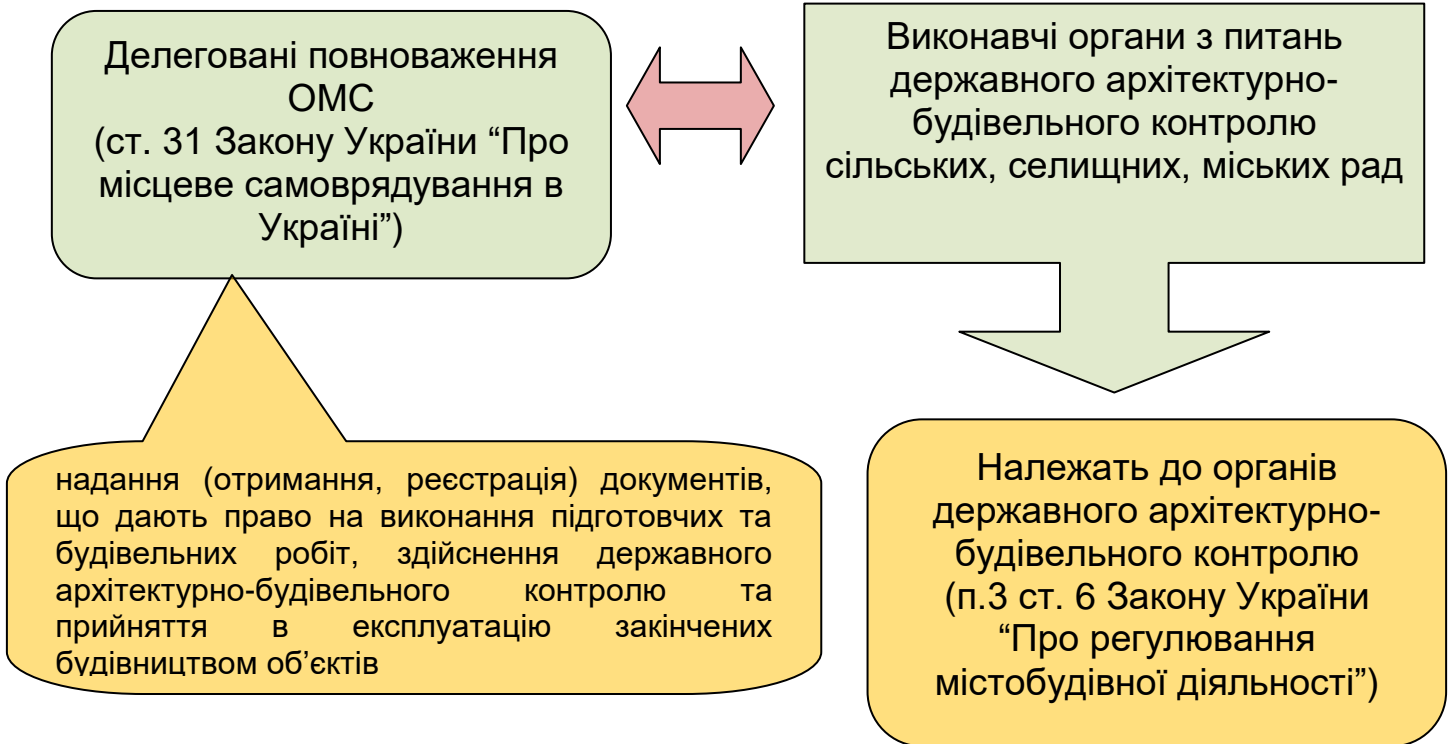 Делеговані повноваження
ОМС
(ст. 31 Закону України “Про
місцеве самоврядування в
Україні”)
Виконавчі органи з питань
державного архітектурно-
будівельного контролю
сільських, селищних, міських рад
надання (отримання, реєстрація) документів,
що дають право на виконання підготовчих та
будівельних робіт, здійснення державного
архітектурно-будівельного контролю та
прийняття в експлуатацію закінчених
будівництвом об’єктів
Належать до органів
державного архітектурно-
будівельного контролю
(п.3 ст. 6 Закону України
“Про регулювання
містобудівної діяльності”)